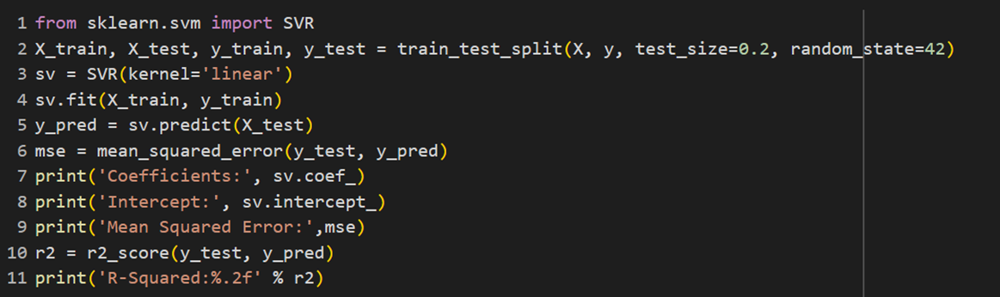 1 from sklearn.svm import SVR
2 X_train, X_test, y_train, y_test = train_test_split(X, y, test_size=0.2, random_state=42)
3 sv = SVR(kernel='linear')
4 sv.fit(X_train, y_train)
5 y_pred = sv.predict(X_test)
6 mse = mean_squared_error(y_test, y_pred)
7 print('Coefficients:', sv.coef_)
8 print('Intercept:', sv.intercept_)
9 print('Mean Squared Error:',mse)
10 r2 = r2_score(y_test, y_pred)
11 print('R-Squared:%.2f' % r2)